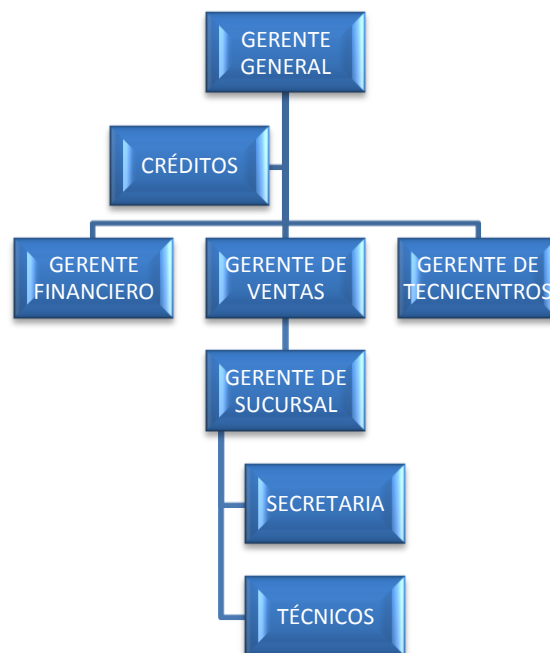 GERENTE
GENERAL
CRÉDITOS
GERENTE
FINANCIERO
GERENTE DE
VENTAS
GERENTE DE
TECNICENTROS
GERENTE DE
SUCURSAL
SECRETARIA
TÉCNICOS